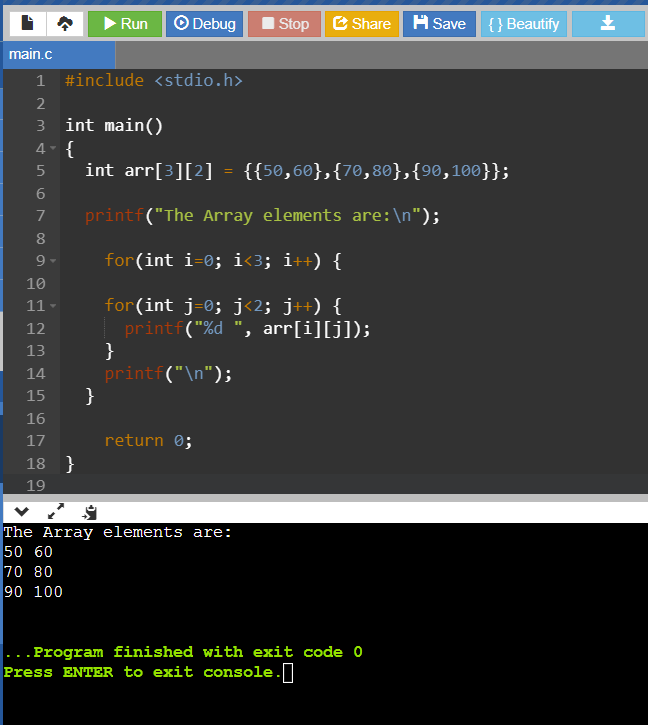 Run Debug Stop Share Save { } Beautify
main.c
1 #include <stdio.h>
2
3 int main()
4 {
5   int arr[3][2] = {{50,60},{70,80},{90,100}};
6
7   printf("The Array elements are:\n");
8
9     for(int i=0; i<3; i++) {
10
11     for(int j=0; j<2; j++) {
12       printf("%d ", arr[i][j]);
13     }
14     printf("\n");
15   }
16
17     return 0;
18 }
19
The Array elements are:
50 60
70 80
90 100
...Program finished with exit code 0
Press ENTER to exit console.